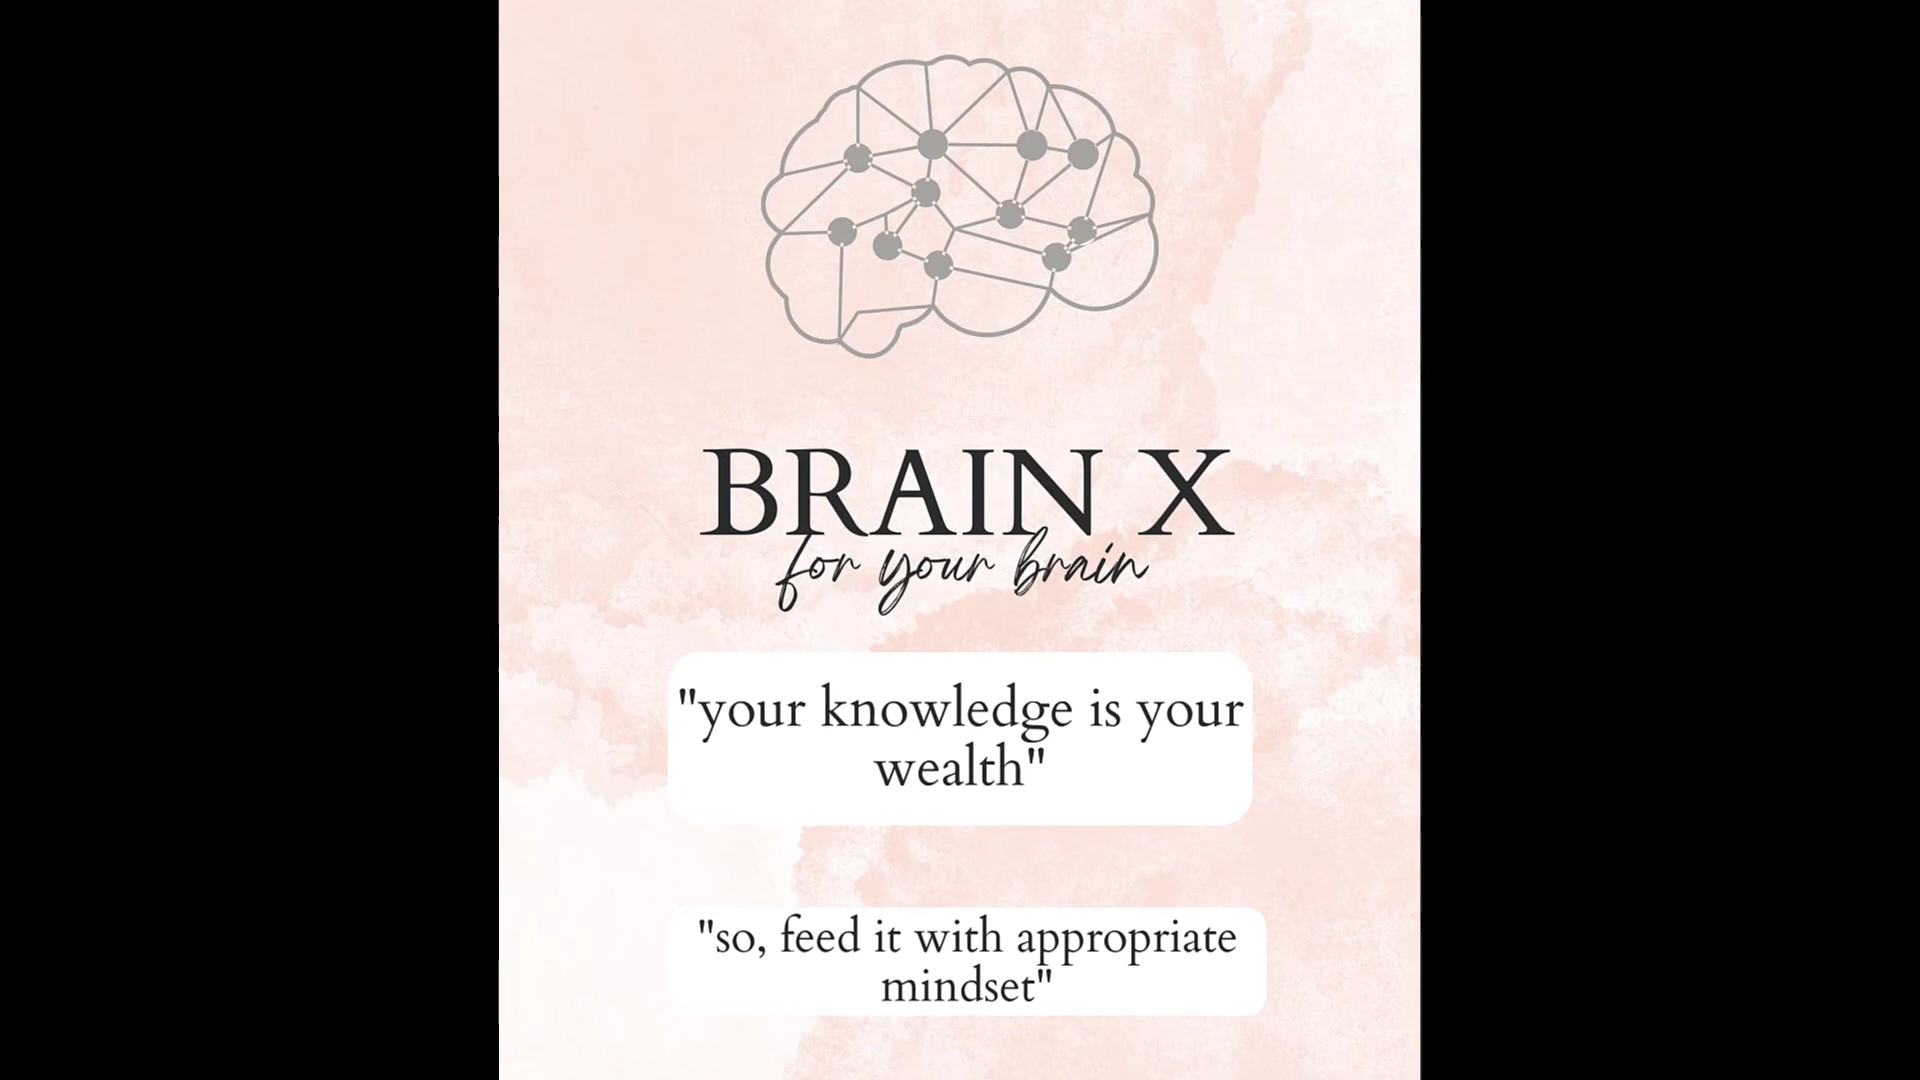 BRAIN X
for your brain
"your knowledge is your
wealth"
"so, feed it with appropriate
mindset"